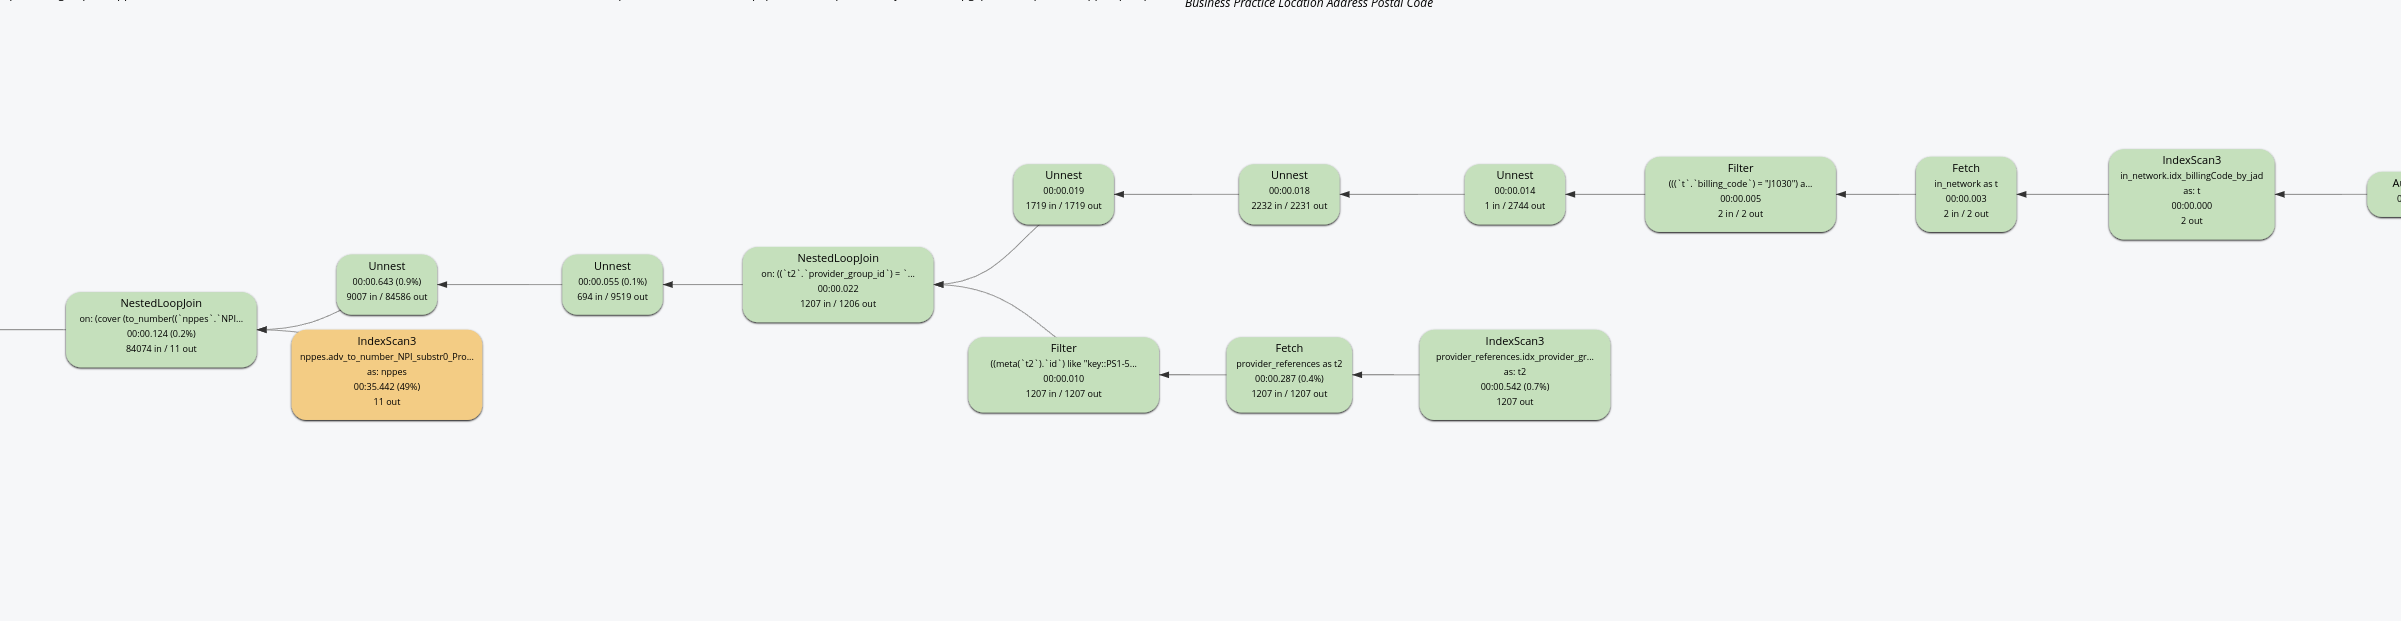 Business Practice Location Address Postal Code
Unnest
00:00.019
1719 in / 1719 out
Unnest
00:00.018
2232 in / 2231 out
Unnest
00:00.014
1 in / 2744 out
Filter
(((`t`.`billing_code`) = "J1030") a...
00:00.005
2 in / 2 out
Fetch
in_network as t
00:00.003
2 in / 2 out
IndexScan3
in_network.idx_billingCode_by_jad
as: t
00:00.000
2 out
NestedLoopJoin
on: (cover (to_number((`nppes`.`NPI...
00:00.124 (0.2%)
84074 in / 11 out
Unnest
00:00.643 (0.9%)
9007 in / 84586 out
Unnest
00:00.055 (0.1%)
694 in / 9519 out
NestedLoopJoin
on: ((`t2`.`provider_group_id`) = `...
00:00.022
1207 in / 1206 out
IndexScan3
nppes.adv_to_number_NPI_substr0_Pro...
as: nppes
00:35.442 (49%)
11 out
Filter
((meta(`t2`).`id`) like "key::PS1-5...
00:00.010
1207 in / 1207 out
Fetch
provider_references as t2
00:00.287 (0.4%)
1207 in / 1207 out
IndexScan3
provider_references.idx_provider_gr...
as: t2
00:00.542 (0.7%)
1207 out